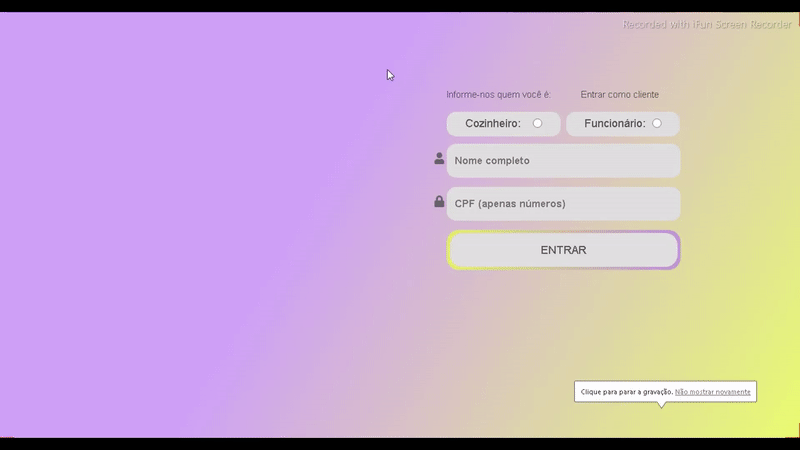 Recorded with iFun Screen Recorder
Informe-nos quem você é: Entrar como cliente
Cozinheiro: Funcionário:
Nome completo
CPF (apenas números)
ENTRAR
Clique para parar a gravação. Não mostrar novamente